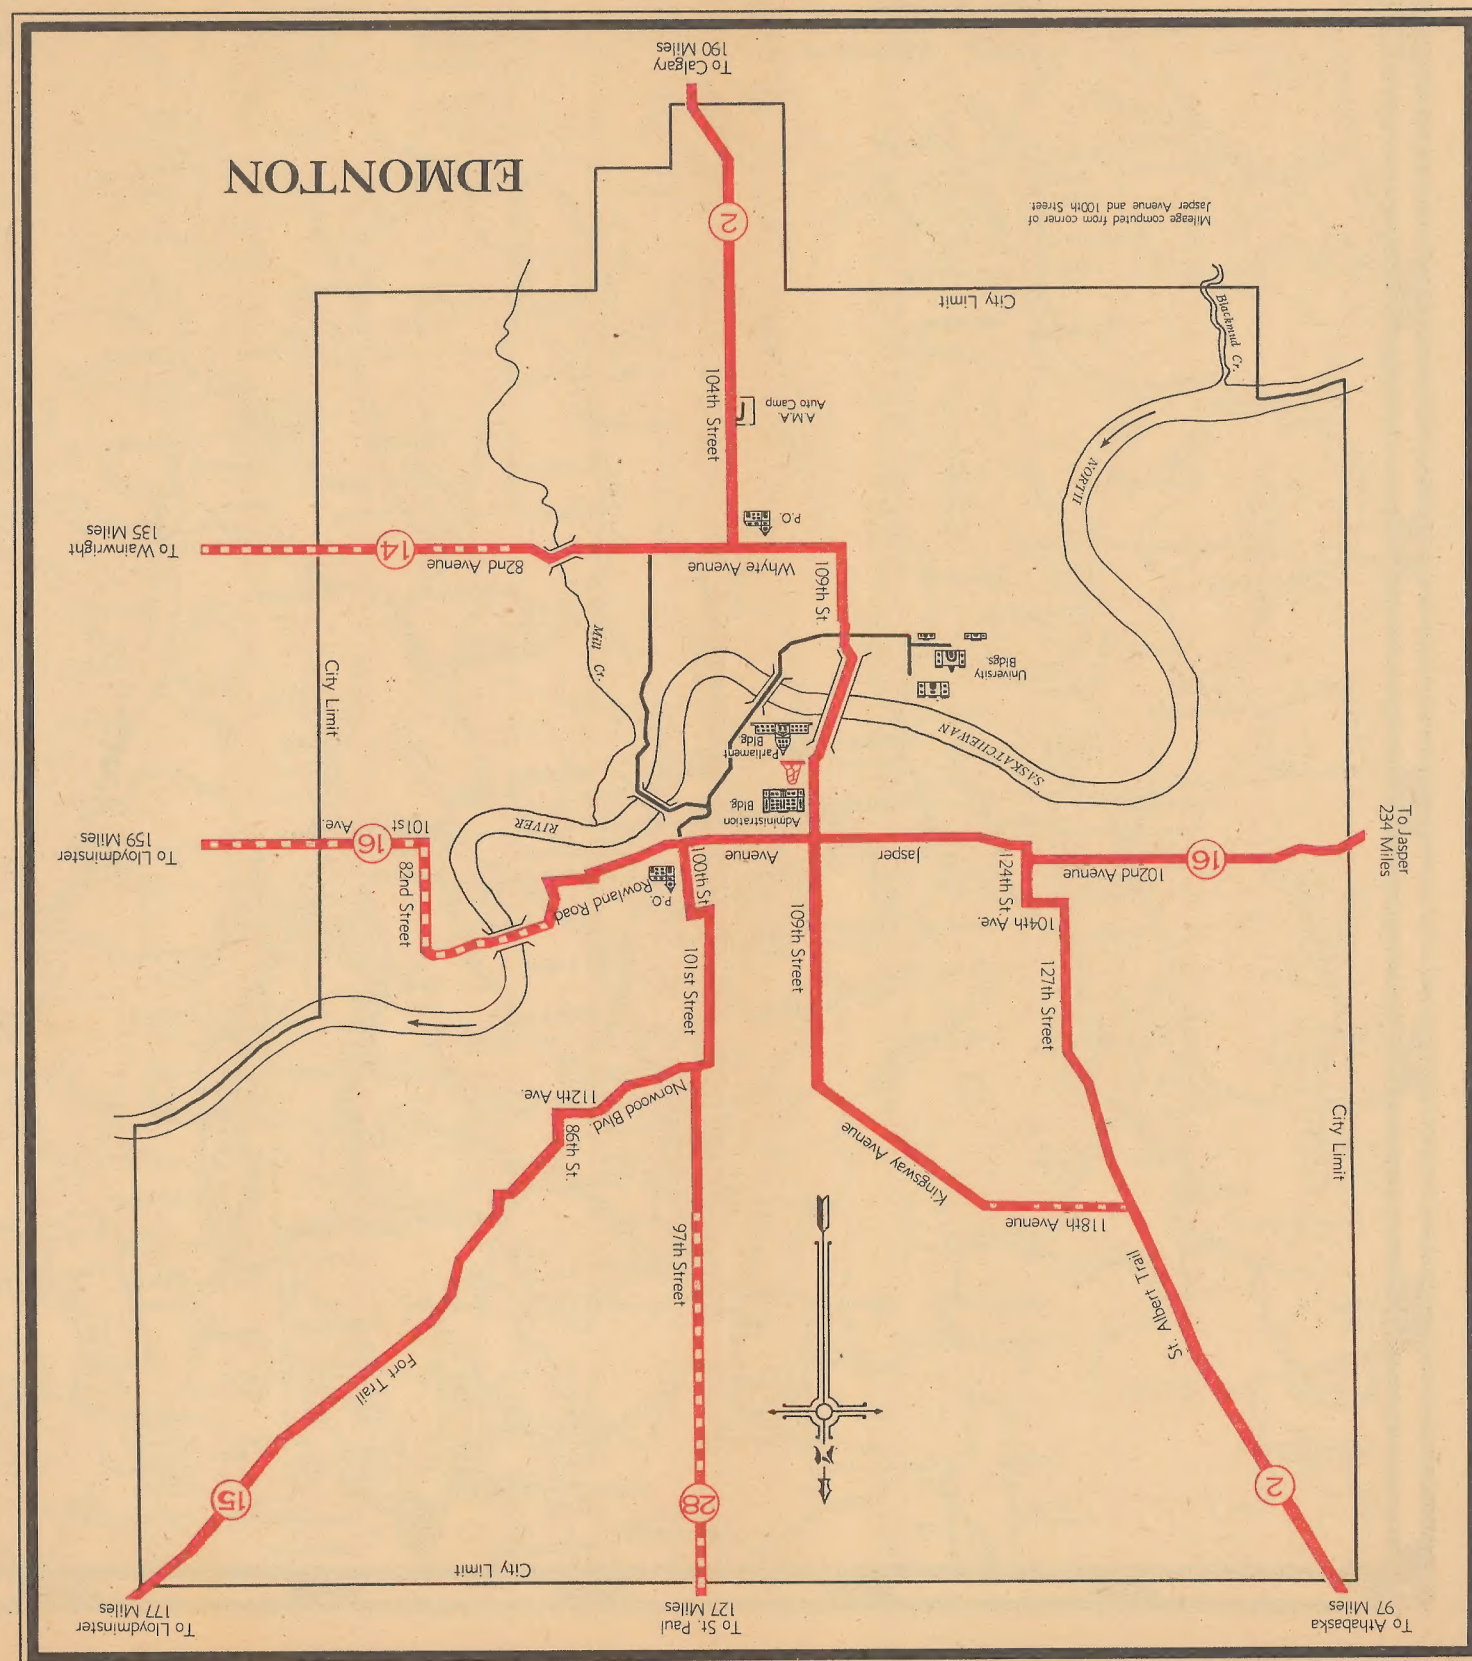 To Athabaska
97 Miles
To St. Paul
127 Miles
To Lloydminster
177 Miles
City Limit
2
28
15
N
St. Albert Trail
Fort Trail
97th Street
118th Avenue
Kingsway Avenue
86th St.
112th Ave.
Norwood Blvd.
City Limit
127th Street
109th Street
101st Street
104th Ave.
124th St.
100th St.
P.O.
Rowland Road
82nd Street
To Jasper
234 Miles
16
102nd Avenue
Jasper
Avenue
101st
Ave.
16
To Lloydminster
159 Miles
RIVER
Administration
Bldg.
SASKATCHEWAN
Parliament
Bldg.
University
Bldgs.
Mill Cr.
City Limit
109th St.
Whyte Avenue
82nd Avenue
14
To Wainwright
135 Miles
P.O.
NORTH
A.M.A.
Auto Camp
104th Street
Blackmud Cr.
City Limit
2
Mileage computed from corner of
Jasper Avenue and 100th Street.
EDMONTON
To Calgary
190 Miles